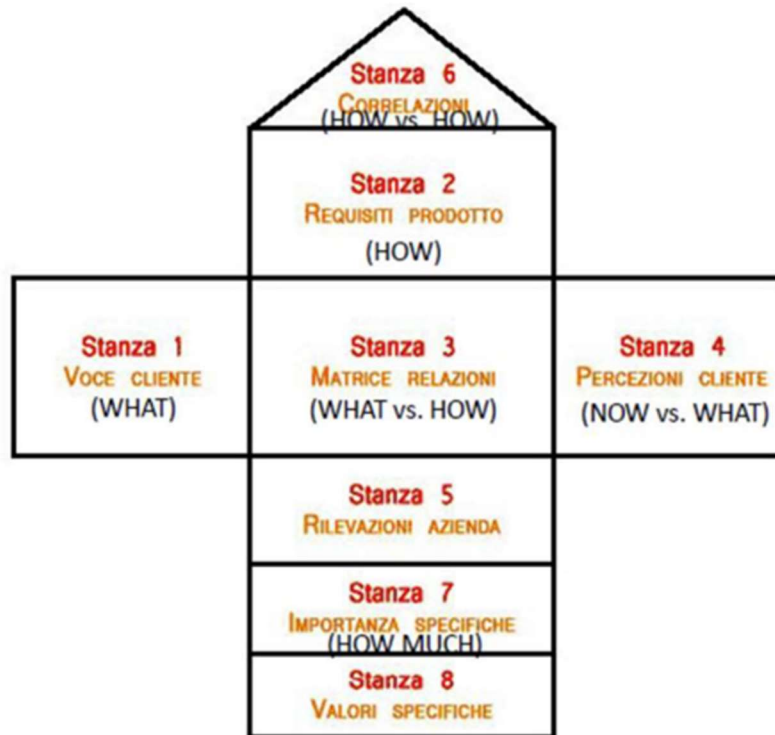 Stanza 6
CORRELAZIONI
(HOW vs. HOW)
Stanza 2
REQUISITI PRODOTTO
(HOW)
Stanza 1
VOCE CLIENTE
(WHAT)
Stanza 3
MATRICE RELAZIONI
(WHAT vs. HOW)
Stanza 4
PERCEZIONI CLIENTE
(NOW vs. WHAT)
Stanza 5
RILEVAZIONI AZIENDA
Stanza 7
IMPORTANZA SPECIFICHE
(HOW MUCH)
Stanza 8
VALORI SPECIFICHE